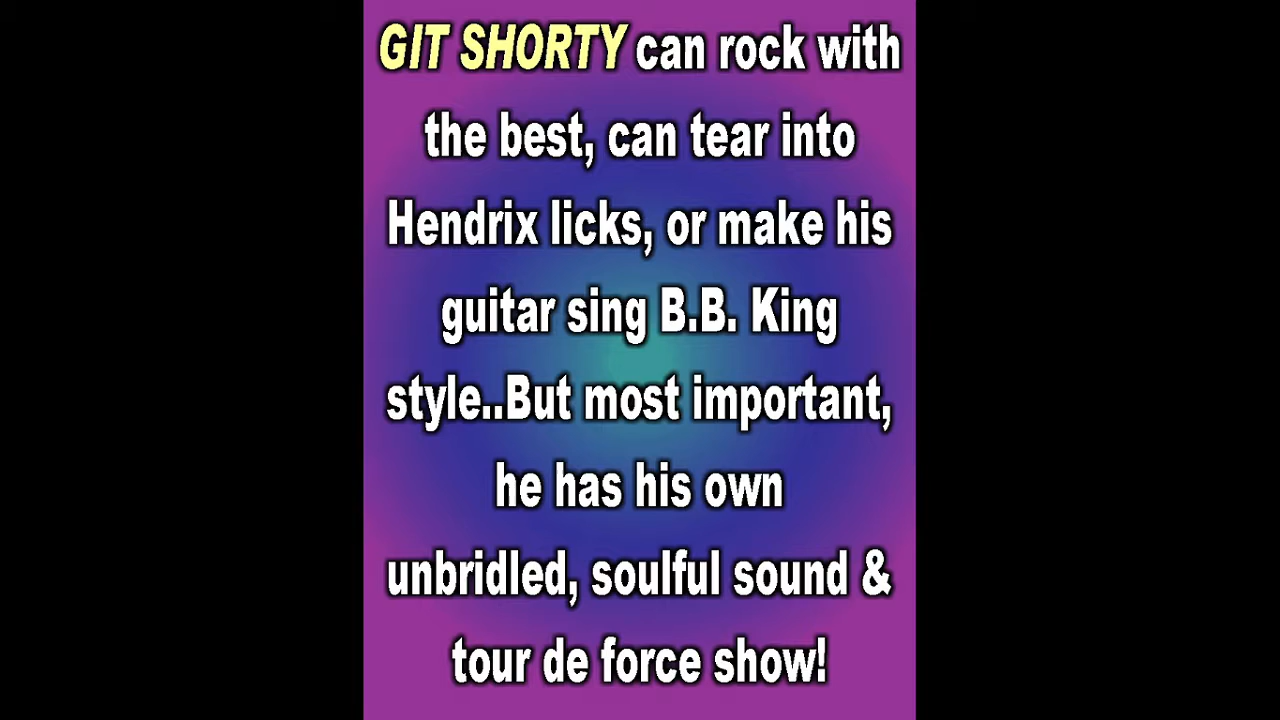 GIT SHORTY can rock with
the best, can tear into
Hendrix licks, or make his
guitar sing B.B. King
style..But most important,
he has his own
unbridled, soulful sound &
tour de force show!